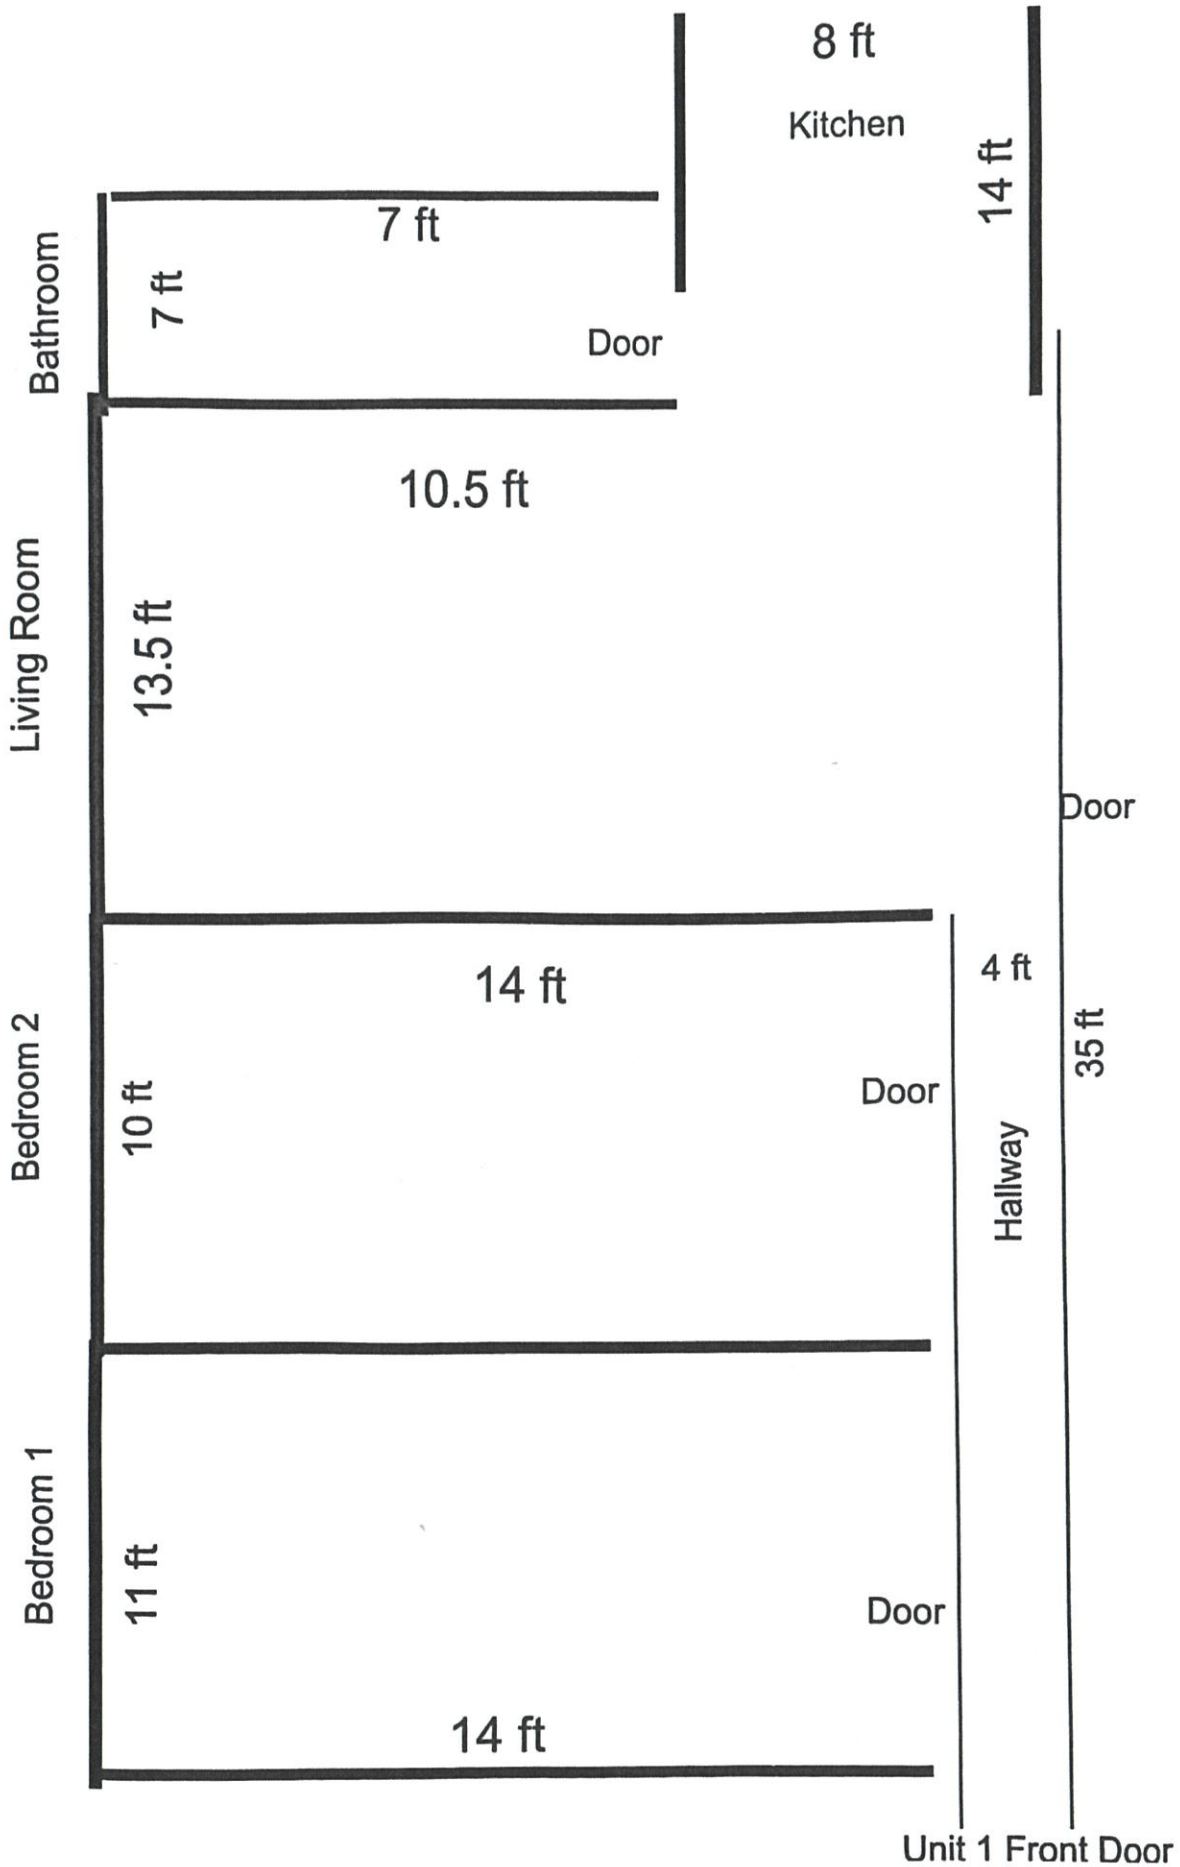 8 ft
Kitchen
14 ft
7 ft
Bathroom
7 ft
Door
10.5 ft
Living Room
13.5 ft
Door
14 ft
4 ft
Bedroom 2
10 ft
Door
35 ft
Hallway
Bedroom 1
11 ft
Door
14 ft
Unit 1 Front Door